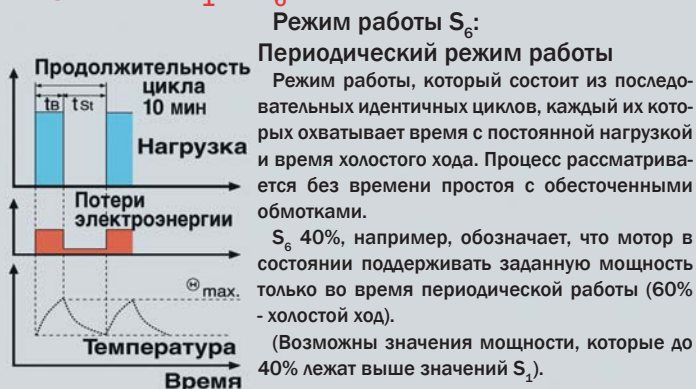 Режим работы S6:
Периодический режим работы
Режим работы, который состоит из последо-
вательных идентичных циклов, каждый их кото-
рых охватывает время с постоянной нагрузкой
и время холостого хода. Процесс рассматрива-
ется без времени простоя с обесточенными
обмотками.
S6 40%, например, обозначает, что мотор в
состоянии поддерживать заданную мощность
только во время периодической работы (60%
- холостой ход).
(Возможны значения мощности, которые до
40% лежат выше значений S1).
Продолжительность
цикла
10 мин
tB tSt
Нагрузка
Потери
электроэнергии
Θmax.
Температура
Время